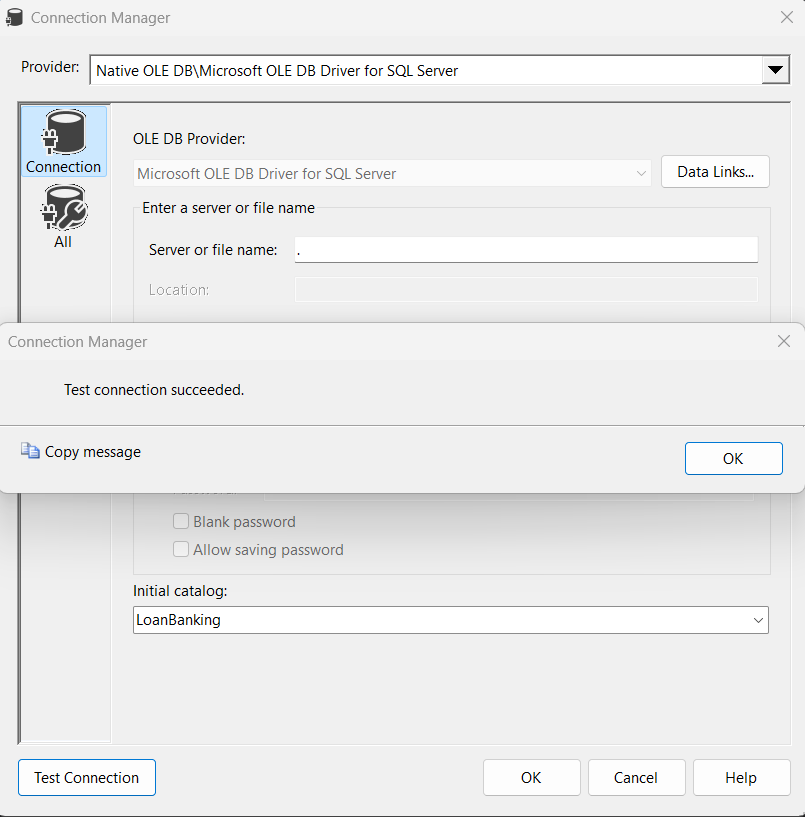 Connection Manager
Provider: Native OLE DB\Microsoft OLE DB Driver for SQL Server
Connection
All
OLE DB Provider:
Microsoft OLE DB Driver for SQL Server Data Links...
Enter a server or file name
Server or file name: .
Location:
Connection Manager
Test connection succeeded.
Copy message OK
Blank password
Allow saving password
Initial catalog:
LoanBanking
Test Connection OK Cancel Help